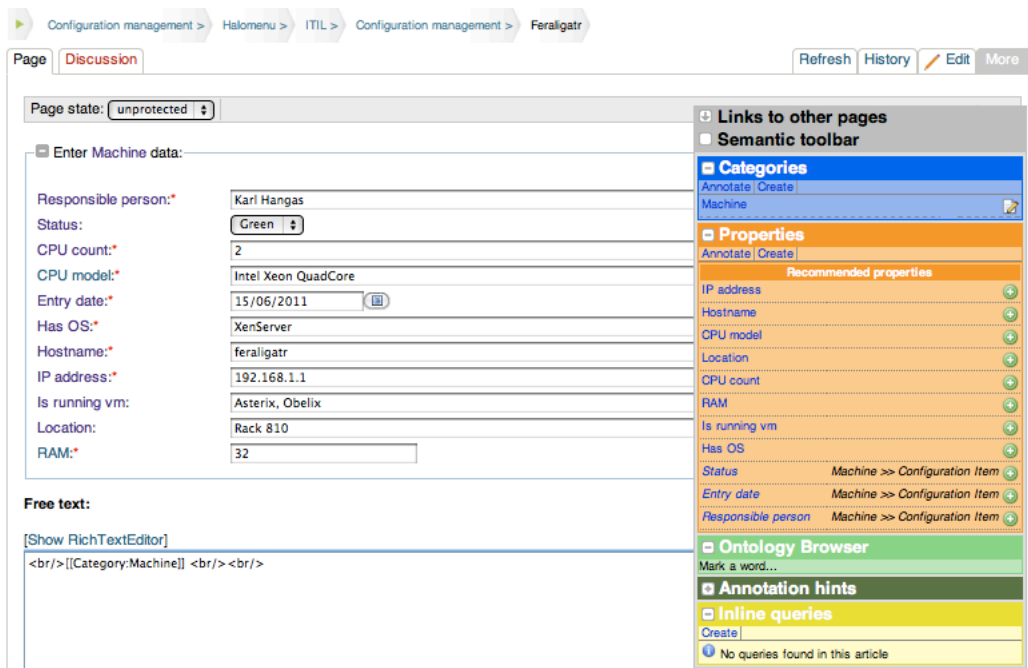 Configuration management > Halomenu > ITIL > Configuration management > Feraligatr
Page Discussion Refresh History Edit More
Page state: unprotected
Enter Machine data:
Responsible person:* Karl Hangas
Status: Green
CPU count:* 2
CPU model:* Intel Xeon QuadCore
Entry date:* 15/06/2011
Has OS:* XenServer
Hostname:* feraligatr
IP address:* 192.168.1.1
Is running vm: Asterix, Obelix
Location: Rack 810
RAM:* 32
Free text:
[Show RichTextEditor]
<br/>[[Category:Machine]] <br/><br/>
Links to other pages
Semantic toolbar
Categories
Annotate| Create|
Machine
Properties
Annotate| Create|
Recommended properties
IP address
Hostname
CPU model
Location
CPU count
RAM
Is running vm
Has OS
Status Machine >> Configuration Item
Entry date Machine >> Configuration Item
Responsible person Machine >> Configuration Item
Ontology Browser
Mark a word...
Annotation hints
Inline queries
Create|
No queries found in this article